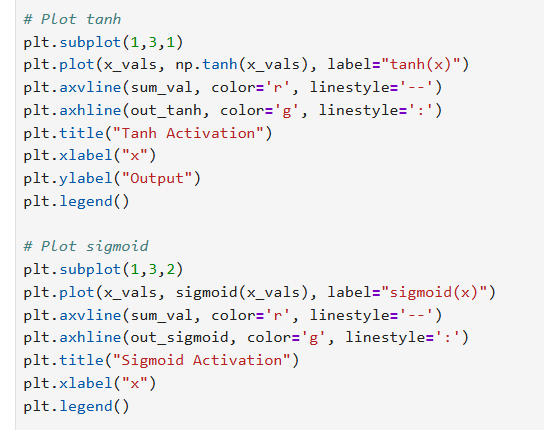 # Plot tanh
plt.subplot(1,3,1)
plt.plot(x_vals, np.tanh(x_vals), label="tanh(x)")
plt.axvline(sum_val, color='r', linestyle='--')
plt.axhline(out_tanh, color='g', linestyle=':')
plt.title("Tanh Activation")
plt.xlabel("x")
plt.ylabel("Output")
plt.legend()

# Plot sigmoid
plt.subplot(1,3,2)
plt.plot(x_vals, sigmoid(x_vals), label="sigmoid(x)")
plt.axvline(sum_val, color='r', linestyle='--')
plt.axhline(out_sigmoid, color='g', linestyle=':')
plt.title("Sigmoid Activation")
plt.xlabel("x")
plt.legend()